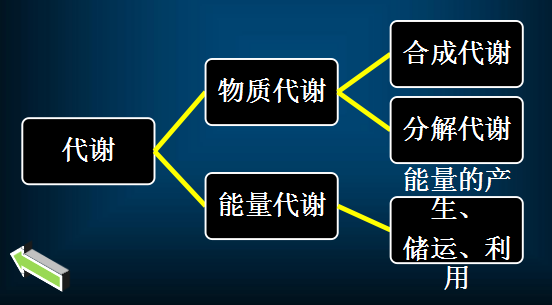 代谢
物质代谢
能量代谢
合成代谢
分解代谢
能量的产
生、
储运、利
用